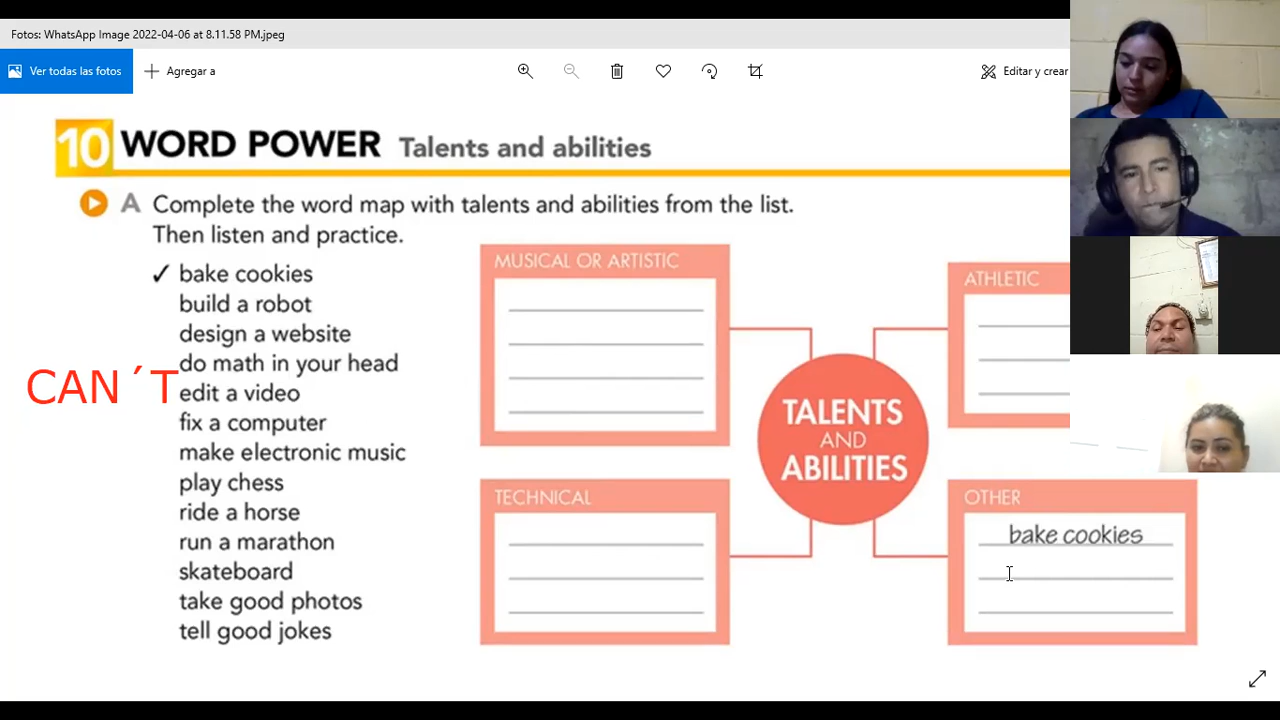 Fotos: WhatsApp Image 2022-04-06 at 8.11.58 PM.jpeg
Ver todas las fotos
Agregar a
Editar y crear
10 WORD POWER Talents and abilities
A Complete the word map with talents and abilities from the list.
Then listen and practice.
✓ bake cookies
build a robot
design a website
do math in your head
CAN´T
edit a video
fix a computer
make electronic music
play chess
ride a horse
run a marathon
skateboard
take good photos
tell good jokes
MUSICAL OR ARTISTIC
ATHLETIC
TALENTS
AND
ABILITIES
TECHNICAL
OTHER
bake cookies